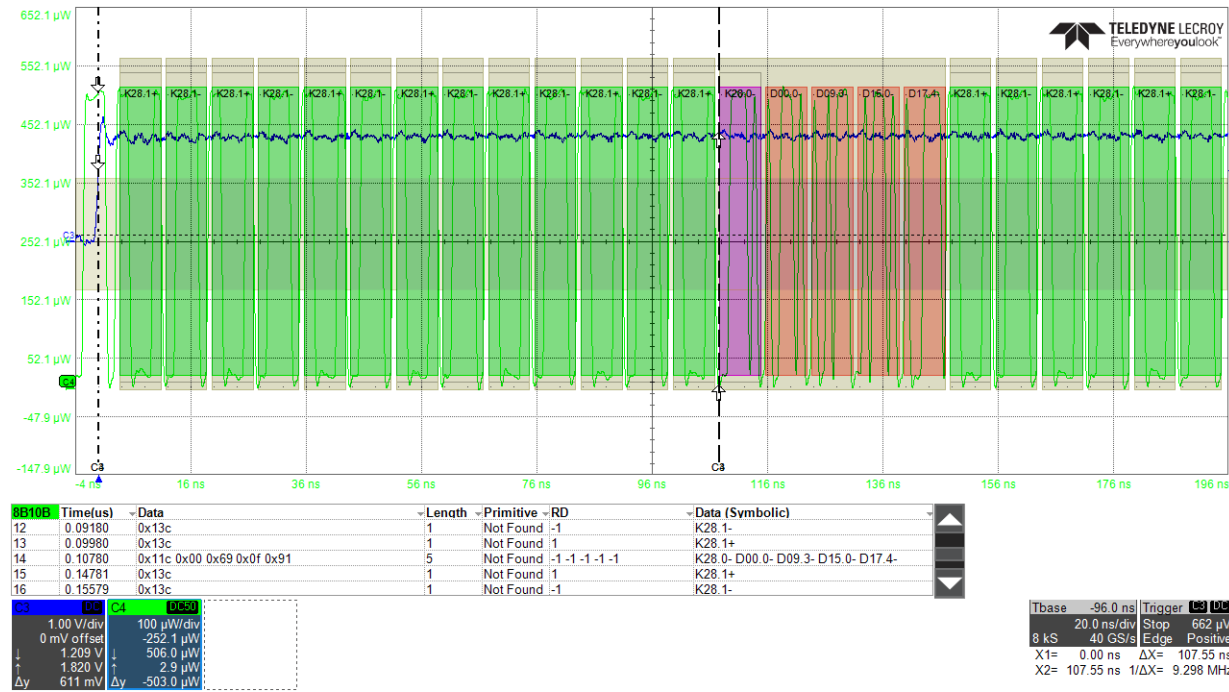 652.1 µW
TELEDYNE LECROY
Everywhereyoulook™
552.1 µW
K28.1+ K28.1- K28.1+ K28.1- K28.1+ K28.1- K28.1+ K28.1- K28.1+ K28.1- K28.1+ K28.1- K28.1+ K28.0- D00.0- D09.3- D15.0- D17.4- K28.1+ K28.1- K28.1+ K28.1- K28.1+ K28.1-
452.1 µW
352.1 µW
C3
252.1 µW
152.1 µW
52.1 µW
C4
-47.9 µW
-147.9 µW
-4 ns 16 ns 36 ns 56 ns 76 ns 96 ns 116 ns 136 ns 156 ns 176 ns 196 ns
8B10B Time(us) Data Length Primitive RD Data (Symbolic)
12 0.09180 0x13c 1 Not Found -1 K28.1-
13 0.09980 0x13c 1 Not Found 1 K28.1+
14 0.10780 0x11c 0x00 0x69 0x0f 0x91 5 Not Found -1 -1 -1 -1 -1 K28.0- D00.0- D09.3- D15.0- D17.4-
15 0.14781 0x13c 1 Not Found 1 K28.1+
16 0.15579 0x13c 1 Not Found -1 K28.1-
C3 C4 DC50
1.00 V/div 100 µW/div
0 mV offset -252.1 µW
↓ 1.209 V ↓ 506.0 µW
↑ 1.820 V ↑ 2.9 µW
Δy 611 mV Δy -503.0 µW
Tbase -96.0 ns Trigger C3 DC
20.0 ns/div Stop 662 µV
8 kS 40 GS/s Edge Positive
X1= 0.00 ns ΔX= 107.55 ns
X2= 107.55 ns 1/ΔX= 9.298 MHz